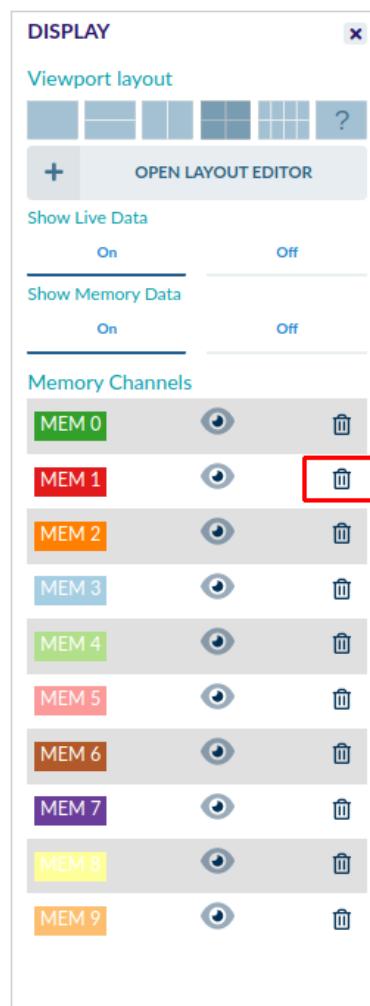 DISPLAY
Viewport layout
?
OPEN LAYOUT EDITOR
Show Live Data
On Off
Show Memory Data
On Off
Memory Channels
MEM 0
MEM 1
MEM 2
MEM 3
MEM 4
MEM 5
MEM 6
MEM 7
MEM 8
MEM 9